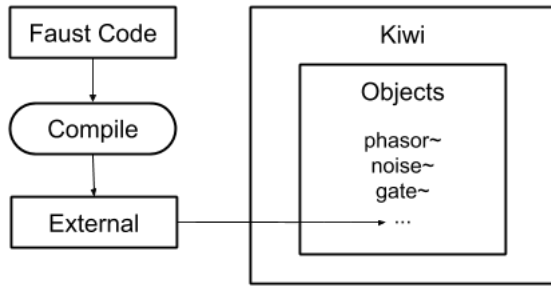 Faust Code
Compile
External
Kiwi
Objects
phasor~
noise~
gate~
...